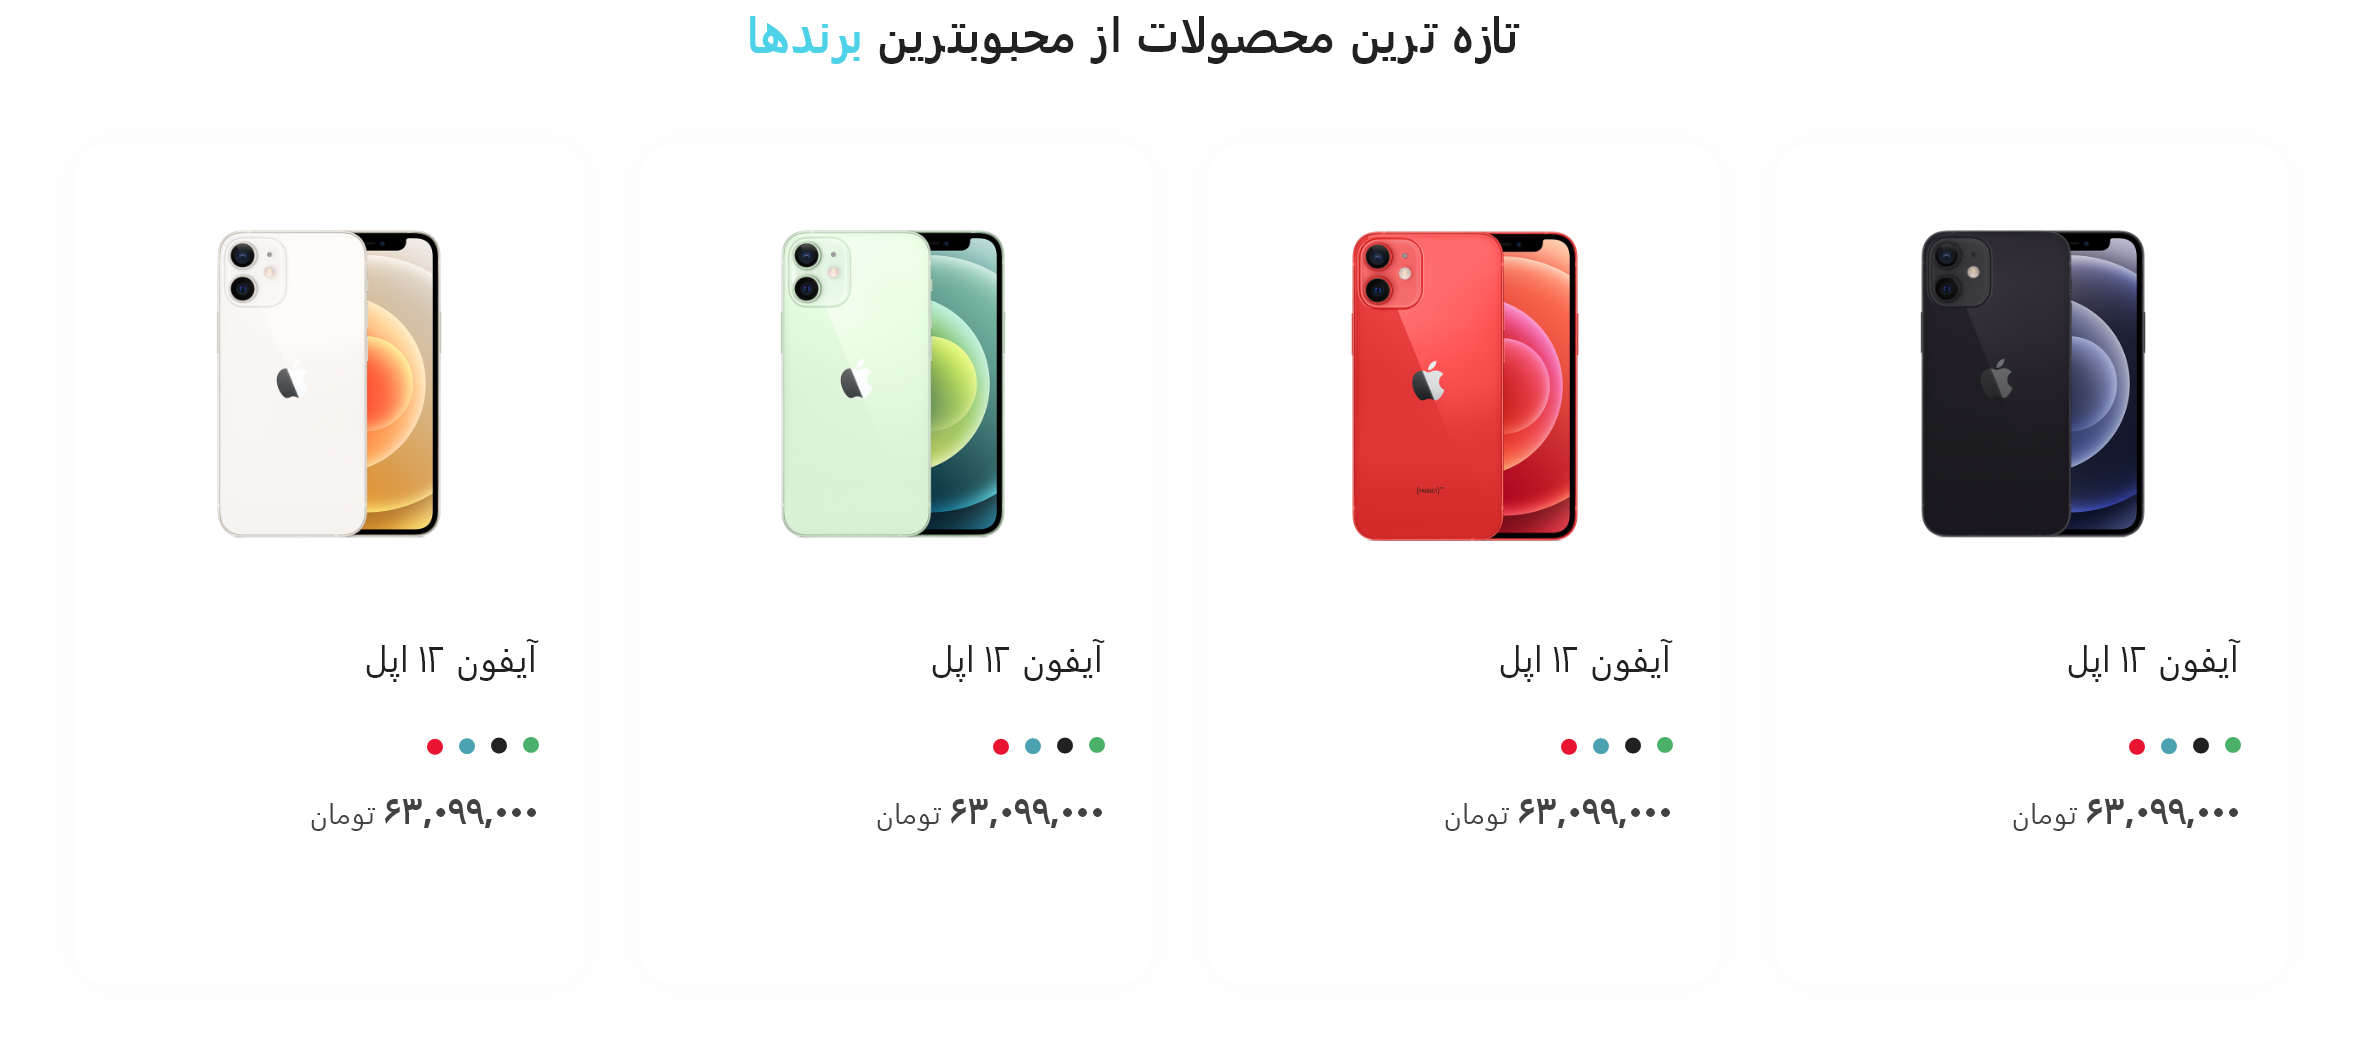 تازه ترین محصولات از محبوبترین برندها
آیفون ۱۲ اپل
۶۳,۰۹۹,۰۰۰ تومان
آیفون ۱۲ اپل
۶۳,۰۹۹,۰۰۰ تومان
آیفون ۱۲ اپل
۶۳,۰۹۹,۰۰۰ تومان
آیفون ۱۲ اپل
۶۳,۰۹۹,۰۰۰ تومان